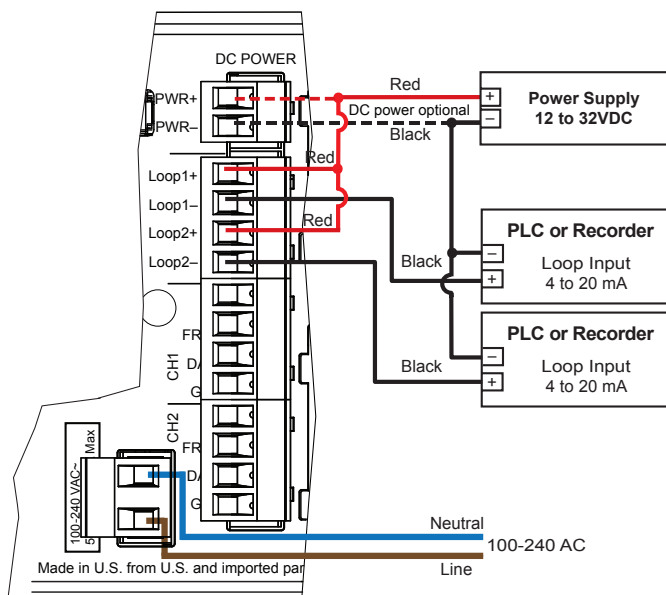 DC POWER
PWR+
PWR–
Red
DC power optional
Black
+
–
Power Supply
12 to 32VDC
Loop1+
Loop1–
Loop2+
Loop2–
Red
Red
Black
–
+
PLC or Recorder
Loop Input
4 to 20 mA
Black
–
+
PLC or Recorder
Loop Input
4 to 20 mA
CH1
FR
D
G
CH2
FR
D
G
100-240 VAC~
5
Max
Neutral
100-240 AC
Line
Made in U.S. from U.S. and imported par